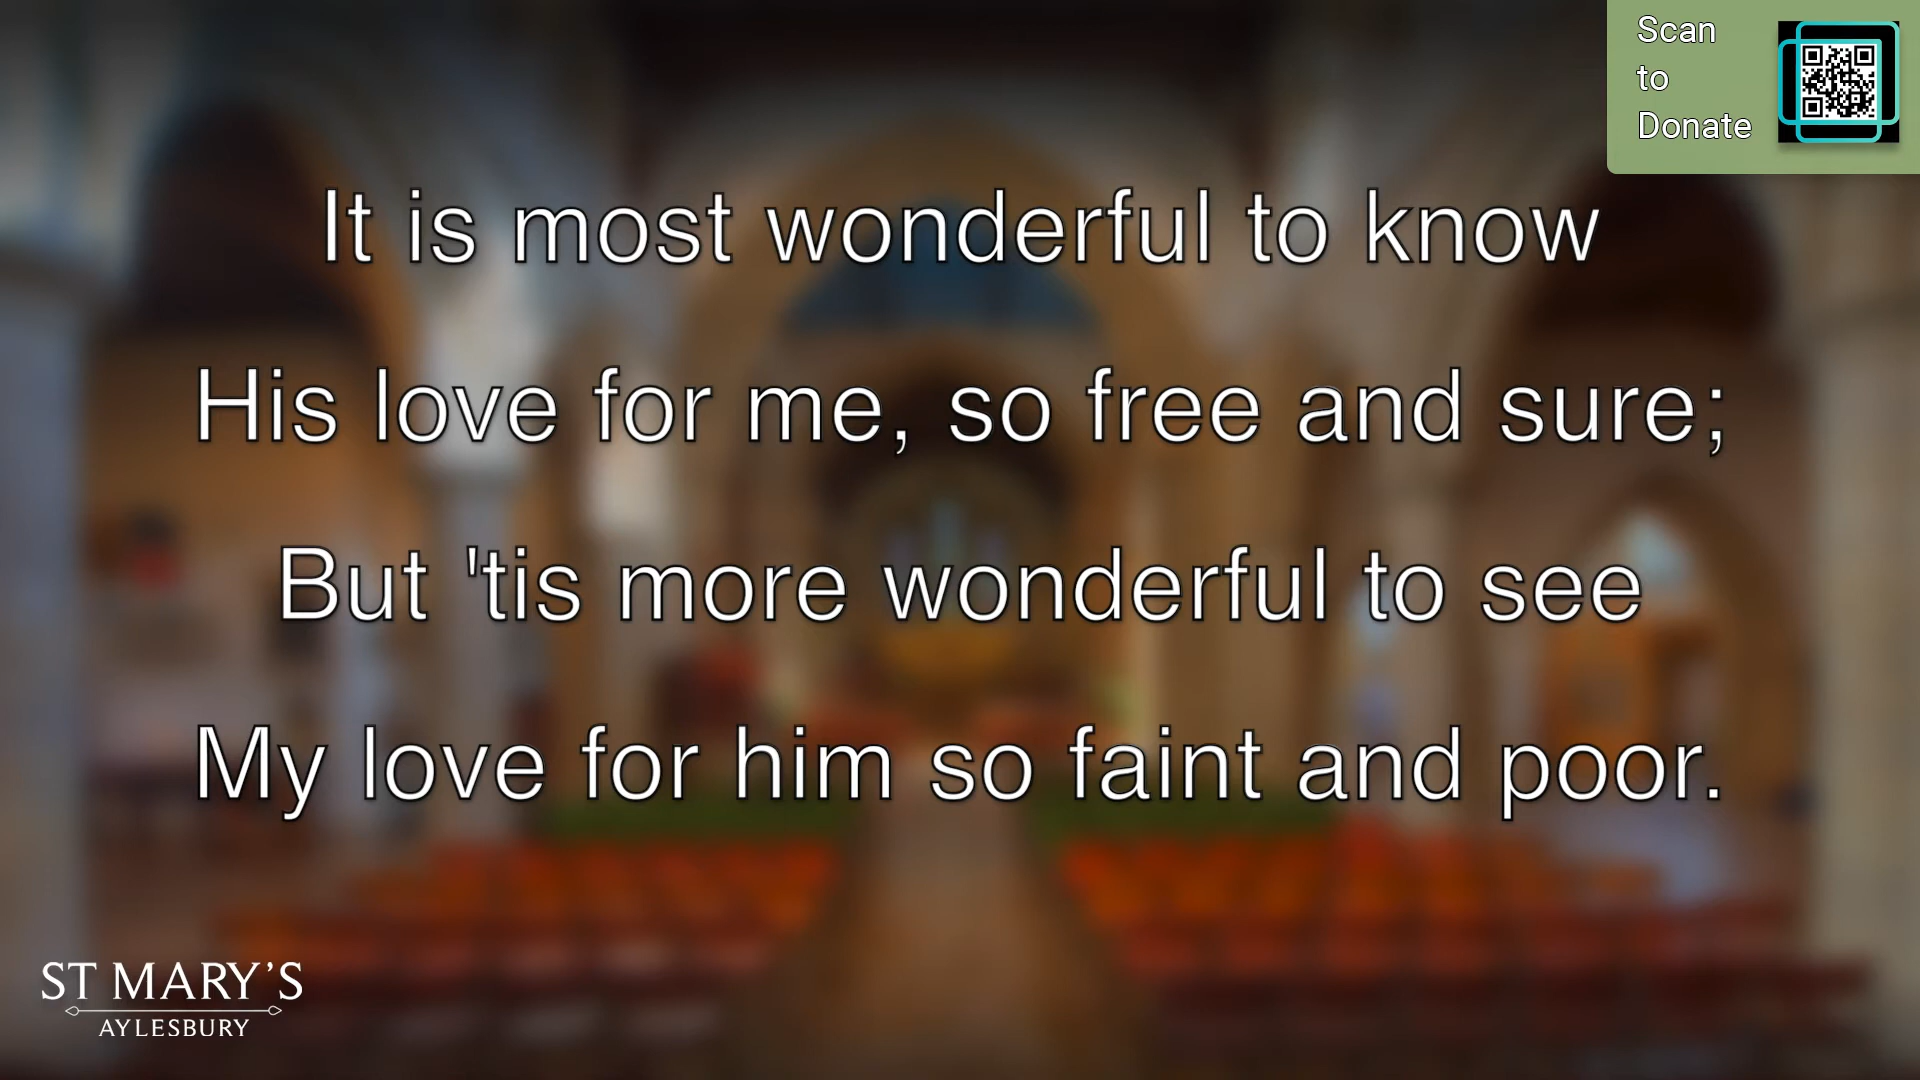 Scan
to
Donate
It is most wonderful to know
His love for me, so free and sure;
But 'tis more wonderful to see
My love for him so faint and poor.
ST MARY'S
AYLESBURY